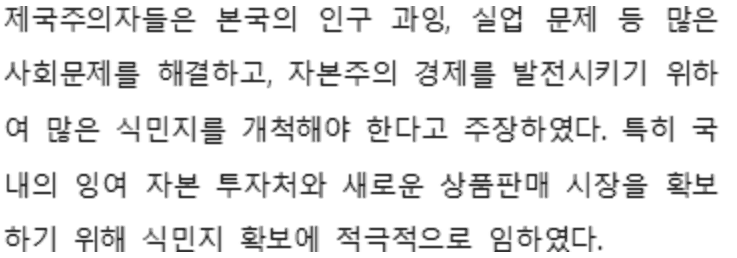 제국주의자들은 본국의 인구 과잉, 실업 문제 등 많은
사회문제를 해결하고, 자본주의 경제를 발전시키기 위하
여 많은 식민지를 개척해야 한다고 주장하였다. 특히 국
내의 잉여 자본 투자처와 새로운 상품판매 시장을 확보
하기 위해 식민지 확보에 적극적으로 임하였다.